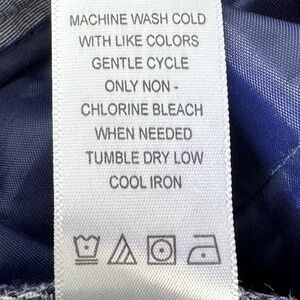 MACHINE WASH COLD
WITH LIKE COLORS
GENTLE CYCLE
ONLY NON -
CHLORINE BLEACH
WHEN NEEDED
TUMBLE DRY LOW
COOL IRON